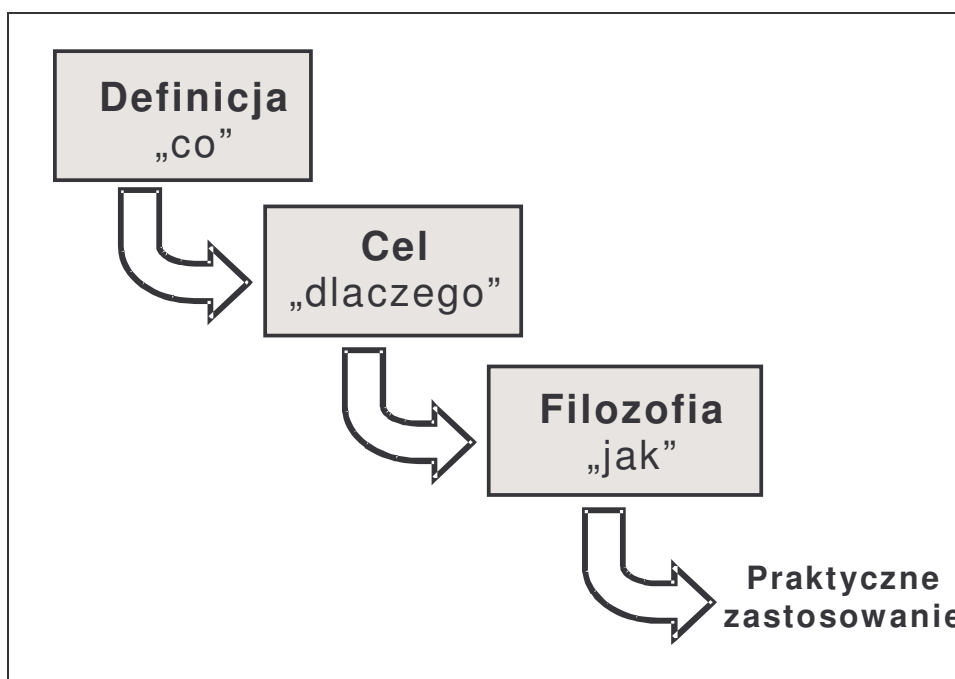 Definicja
„co”
Cel
„dlaczego”
Filozofia
„jak”
Praktyczne
zastosowanie